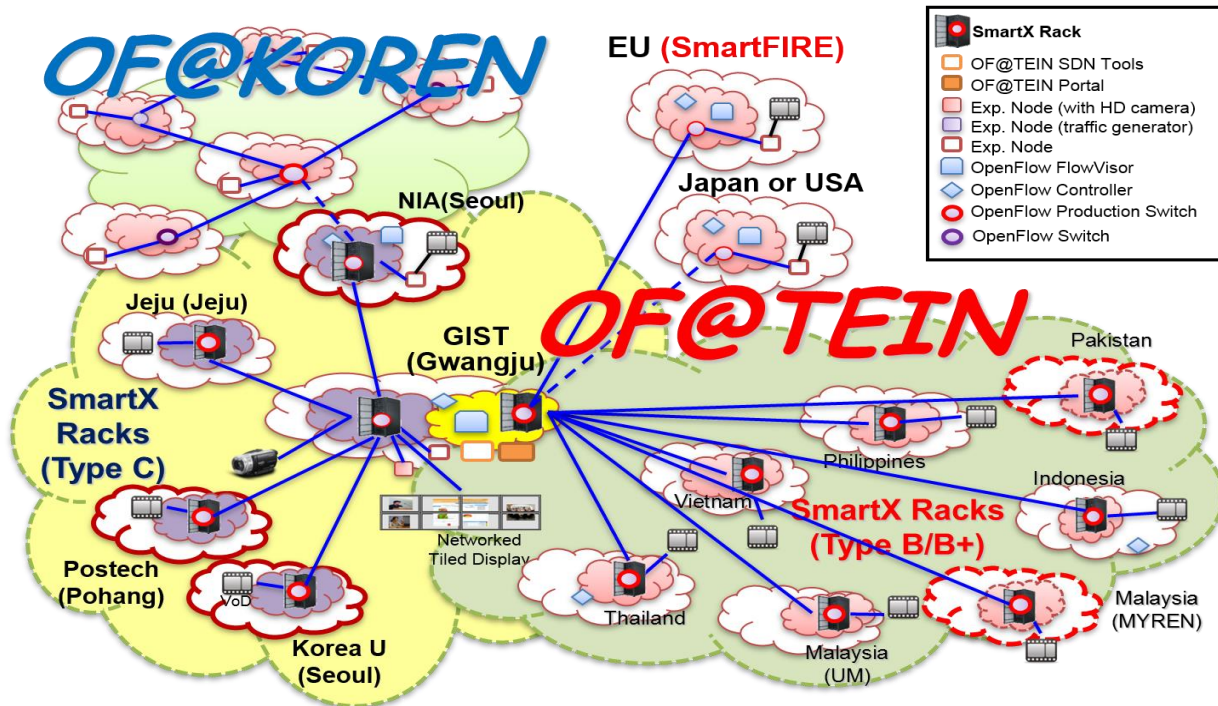 OF@KOREN
EU (SmartFIRE)
SmartX Rack
OF@TEIN SDN Tools
OF@TEIN Portal
Exp. Node (with HD camera)
Exp. Node (traffic generator)
Exp. Node
OpenFlow FlowVisor
OpenFlow Controller
OpenFlow Production Switch
OpenFlow Switch
Japan or USA
NIA(Seoul)
Jeju (Jeju)
GIST
(Gwangju)
OF@TEIN
Pakistan
SmartX
Racks
(Type C)
Philippines
Indonesia
Vietnam
SmartX Racks
(Type B/B+)
Networked
Tiled Display
Postech
(Pohang)
VoD
Thailand
Malaysia
(MYREN)
Korea U
(Seoul)
Malaysia
(UM)